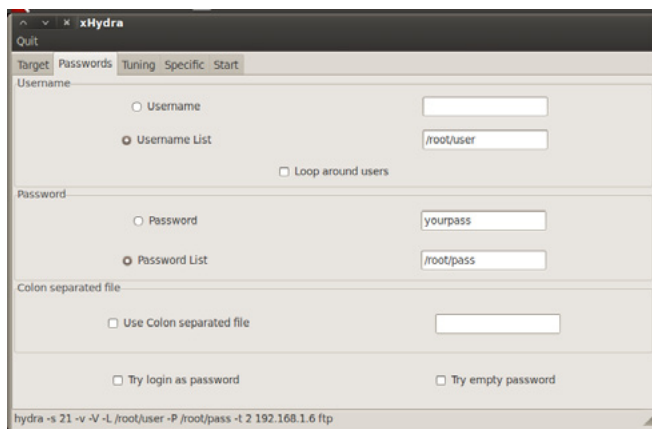 xHydra
Quit
Target Passwords Tuning Specific Start
Username
Username
Username List /root/user
Loop around users
Password
Password yourpass
Password List /root/pass
Colon separated file
Use Colon separated file
Try login as password Try empty password
hydra -s 21 -v -V -L /root/user -P /root/pass -t 2 192.168.1.6 ftp